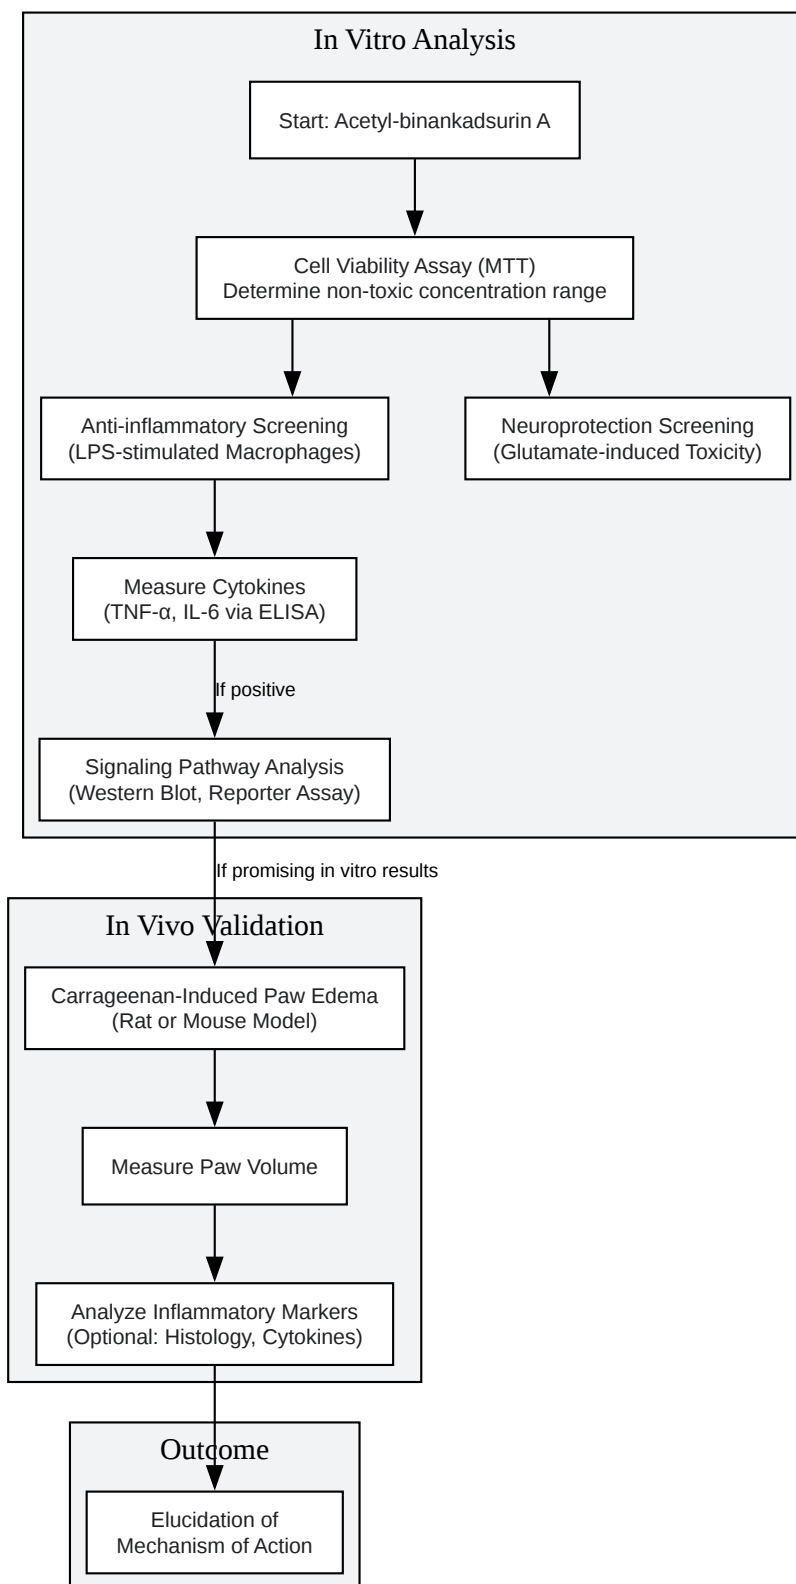 In Vitro Analysis
Start: Acetyl-binankadsurin A
Cell Viability Assay (MTT)
Determine non-toxic concentration range
Anti-inflammatory Screening
(LPS-stimulated Macrophages)
Neuroprotection Screening
(Glutamate-induced Toxicity)
Measure Cytokines
(TNF-α, IL-6 via ELISA)
If positive
Signaling Pathway Analysis
(Western Blot, Reporter Assay)
If promising in vitro results
In Vivo Validation
Carrageenan-Induced Paw Edema
(Rat or Mouse Model)
Measure Paw Volume
Analyze Inflammatory Markers
(Optional: Histology, Cytokines)
Outcome
Elucidation of
Mechanism of Action